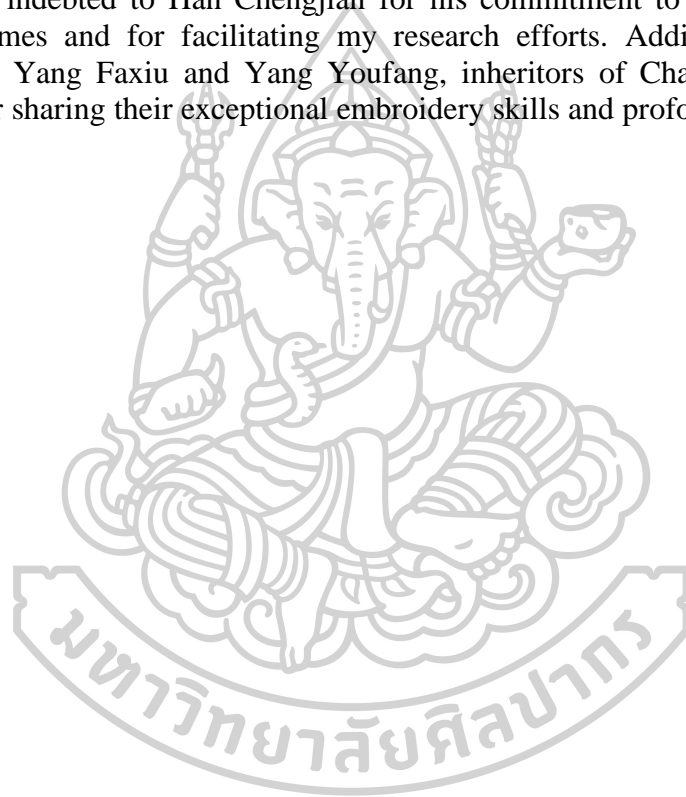 indebted to Han Chengjian for his commitment to
mes and for facilitating my research efforts. Addi
Yang Faxiu and Yang Youfang, inheritors of Cha
r sharing their exceptional embroidery skills and profo
มหาวิทยาลัยศิลปากร